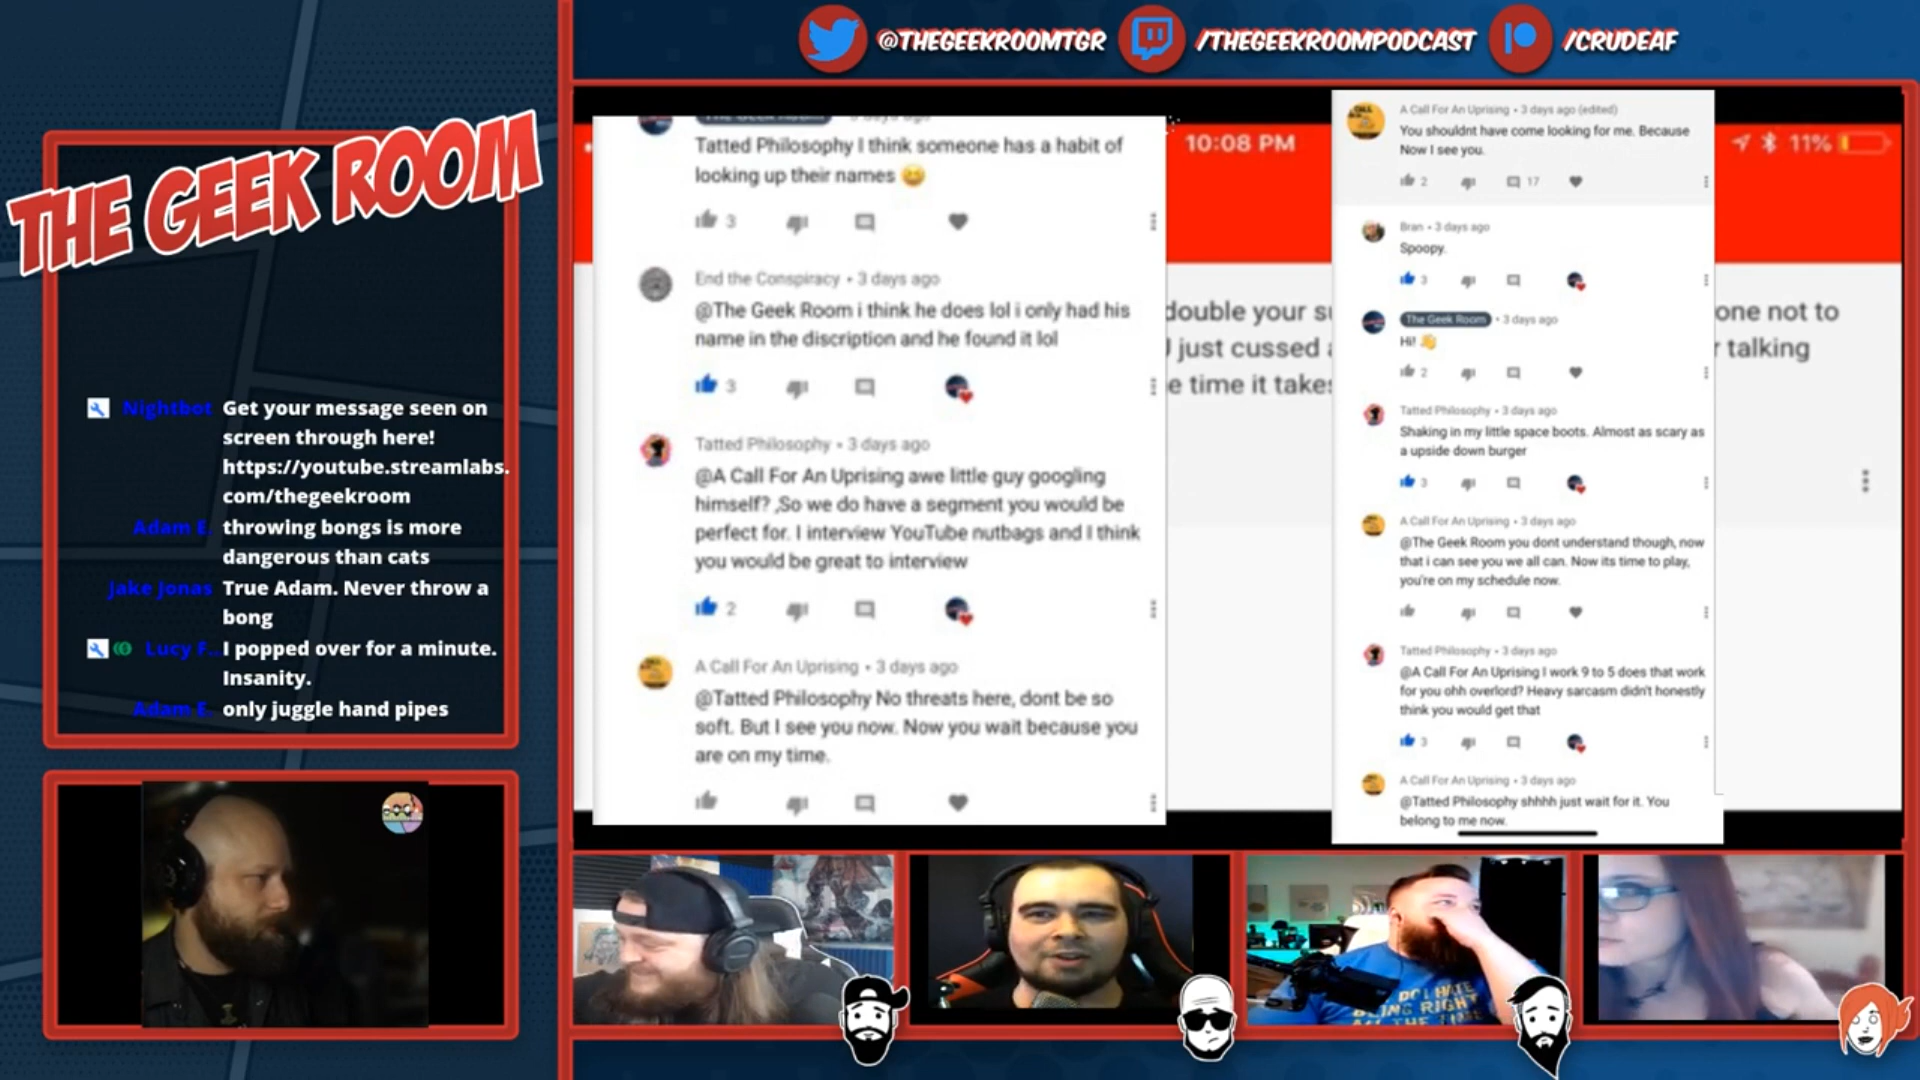 @THEGEEKROOMTGR
/THEGEEKROOMPODCAST
/CRUDEAF
THE GEEK ROOM
Nightbot Get your message seen on
screen through here!
https://youtube.streamlabs.
com/thegeekroom
Adam E. throwing bongs is more
dangerous than cats
Jake Jonas True Adam. Never throw a
bong
Lucy F... I popped over for a minute.
Insanity.
Adam E. only juggle hand pipes
The Geek Room • 3 days ago
Tatted Philosophy I think someone has a habit of
looking up their names 😆
3
End the Conspiracy • 3 days ago
@The Geek Room i think he does lol i only had his
name in the discription and he found it lol
3
Tatted Philosophy • 3 days ago
@A Call For An Uprising awe little guy googling
himself? ,So we do have a segment you would be
perfect for. I interview YouTube nutbags and I think
you would be great to interview
2
A Call For An Uprising • 3 days ago
@Tatted Philosophy No threats here, dont be so
soft. But I see you now. Now you wait because you
are on my time.
10:08 PM
11%
double your
one not to
just cussed
talking
e time it takes
A Call For An Uprising • 3 days ago (edited)
You shouldnt have come looking for me. Because
Now I see you.
2
17
Bran • 3 days ago
Spoopy.
3
The Geek Room • 3 days ago
Hi! 👋
2
Tatted Philosophy • 3 days ago
Shaking in my little space boots. Almost as scary as
a upside down burger
3
A Call For An Uprising • 3 days ago
@The Geek Room you dont understand though, now
that i can see you we all can. Now its time to play,
you're on my schedule now.
Tatted Philosophy • 3 days ago
@A Call For An Uprising I work 9 to 5 does that work
for you ohh overlord? Heavy sarcasm didn't honestly
think you would get that
3
A Call For An Uprising • 3 days ago
@Tatted Philosophy shhhh just wait for it. You
belong to me now.
DO I HATE
BEING RIGHT
ALL THE TIME